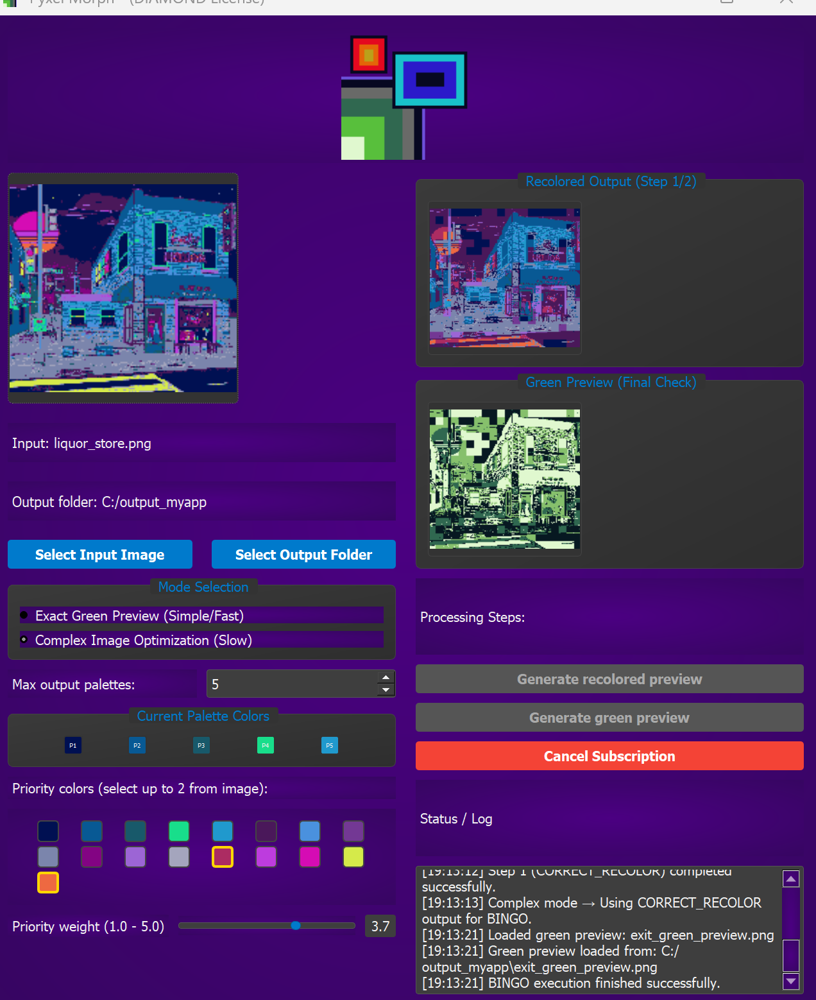 Pyxel Morph - (DIAMOND License)
Input: liquor_store.png
Output folder: C:/output_myapp
Select Input Image
Select Output Folder
Mode Selection
Exact Green Preview (Simple/Fast)
Complex Image Optimization (Slow)
Max output palettes:
5
Current Palette Colors
P1 P2 P3 P4 P5
Priority colors (select up to 2 from image):
Priority weight (1.0 - 5.0)
3.7
Recolored Output (Step 1/2)
Green Preview (Final Check)
Processing Steps:
Generate recolored preview
Generate green preview
Cancel Subscription
Status / Log
[19:13:12] Step 1 (CORRECT_RECOLOR) completed
successfully.
[19:13:13] Complex mode → Using CORRECT_RECOLOR
output for BINGO.
[19:13:21] Loaded green preview: exit_green_preview.png
[19:13:21] Green preview loaded from: C:/
output_myapp\exit_green_preview.png
[19:13:21] BINGO execution finished successfully.